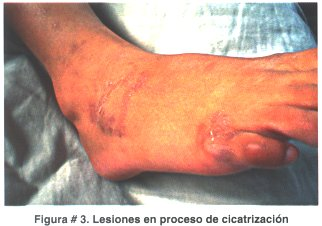 Figura # 3. Lesiones en proceso de cicatrización